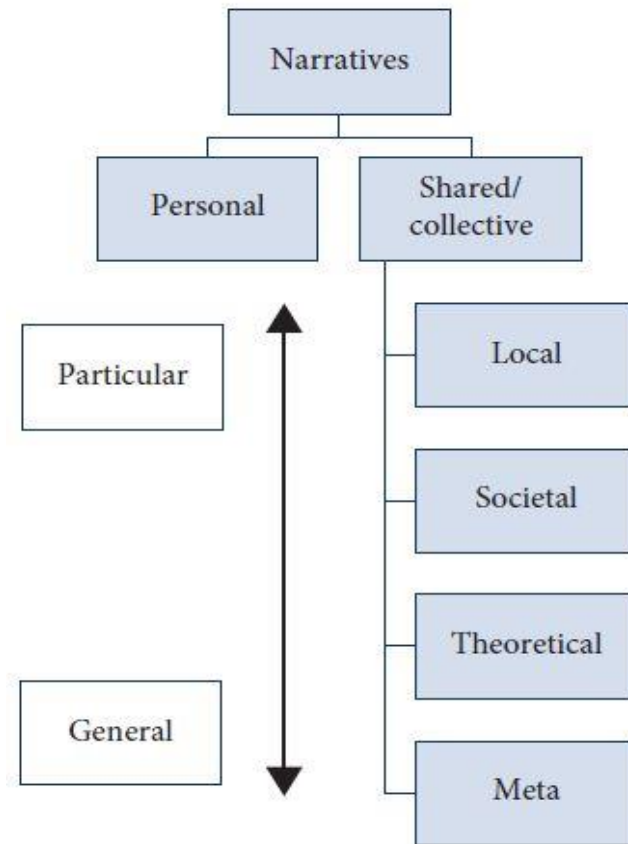 Narratives
Personal
Shared/
collective
Particular
Local
Societal
Theoretical
General
Meta